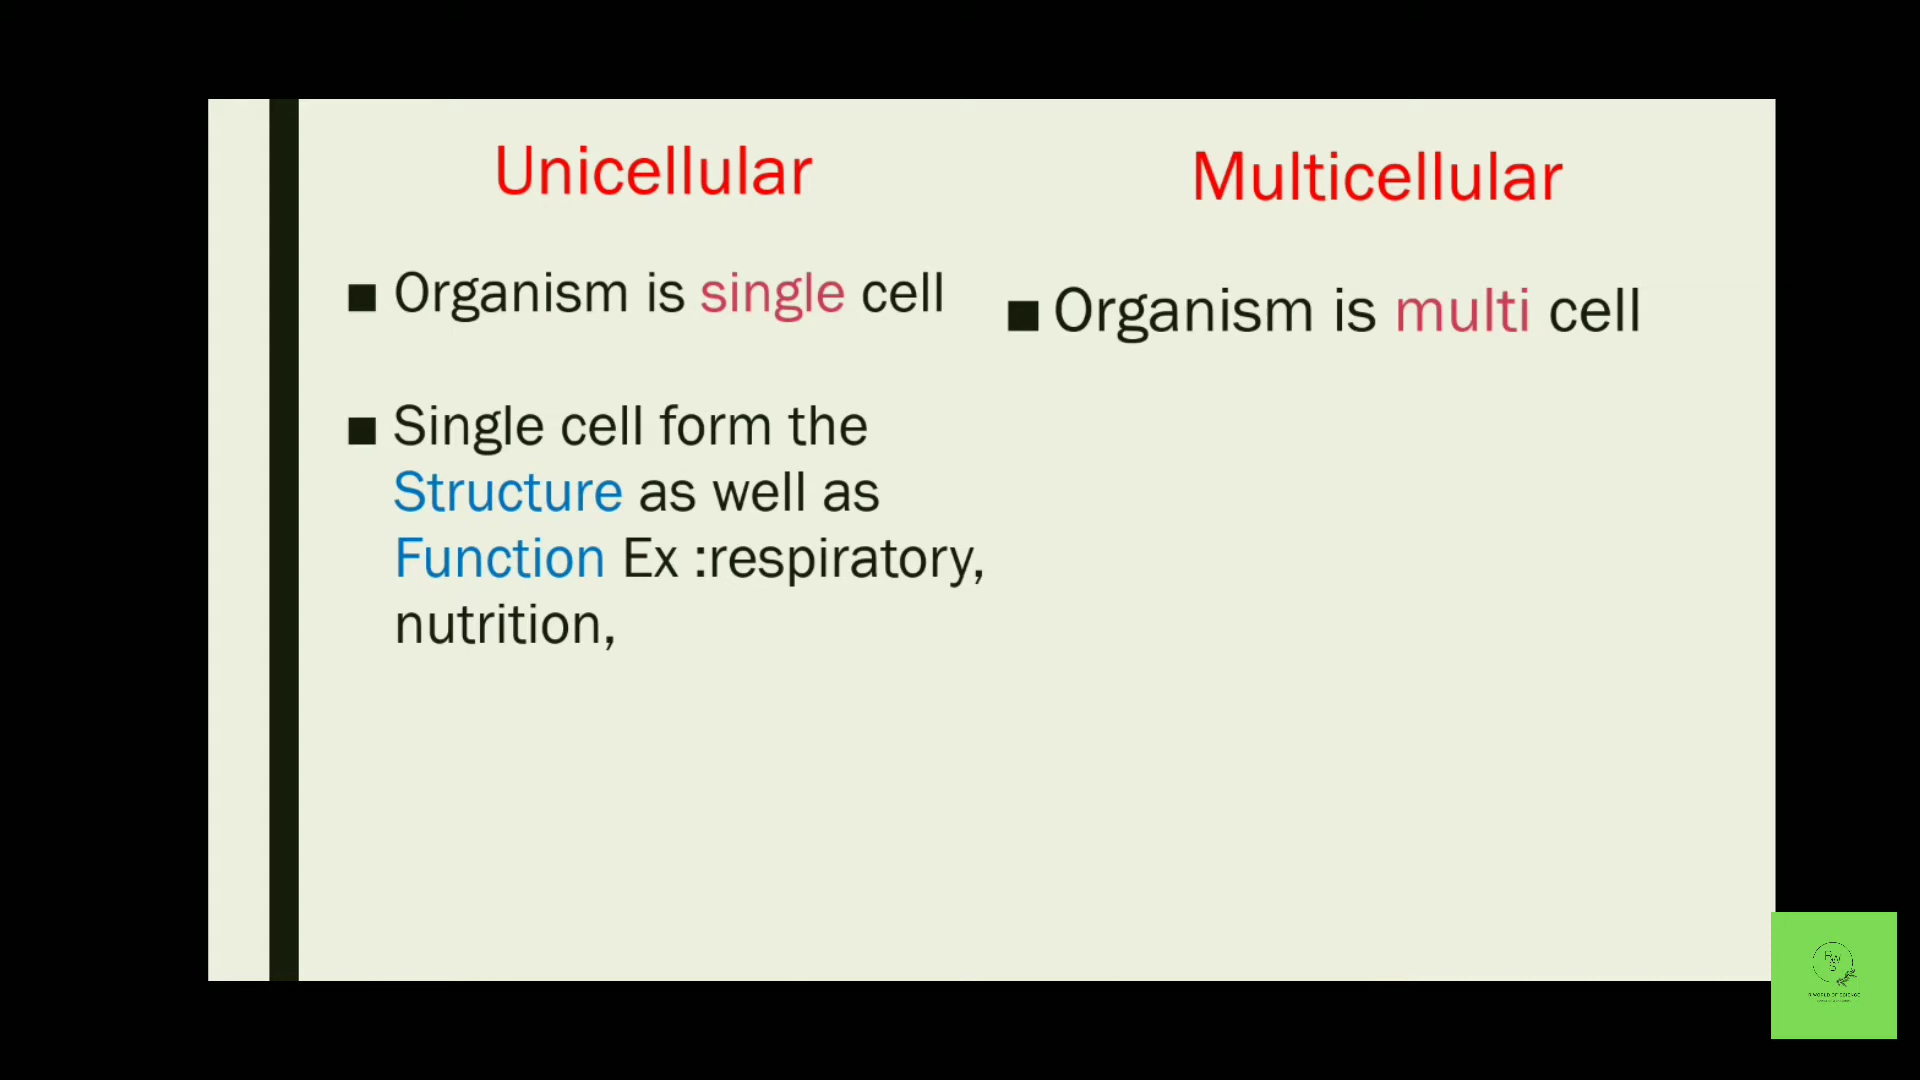 Unicellular
Multicellular
■ Organism is single cell
■ Organism is multi cell
■ Single cell form the
Structure as well as
Function Ex :respiratory,
nutrition,